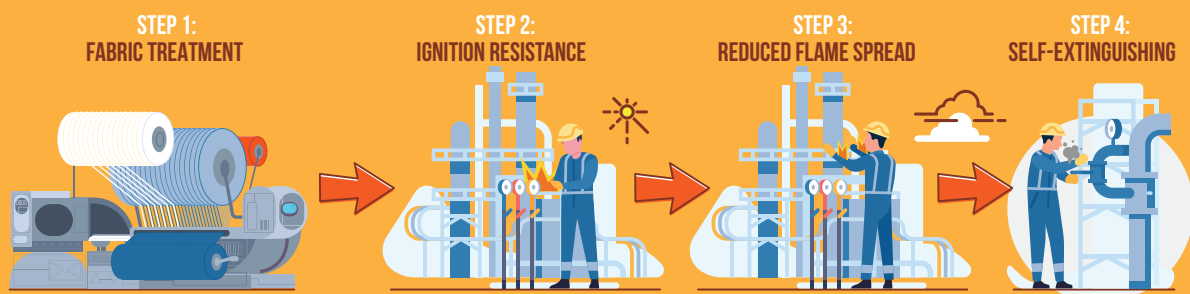 STEP 1:
FABRIC TREATMENT
STEP 2:
IGNITION RESISTANCE
STEP 3:
REDUCED FLAME SPREAD
STEP 4:
SELF-EXTINGUISHING